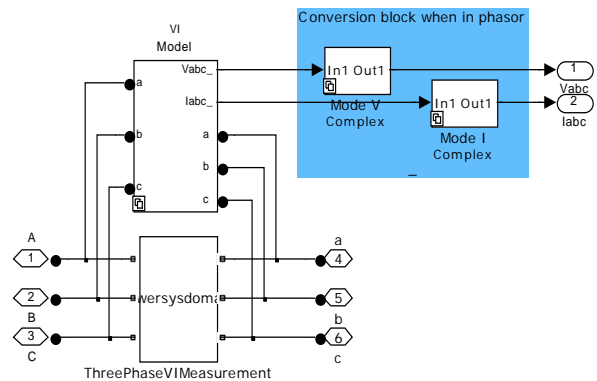 Conversion block when in phasor
VI
Model
Vabc_
Iabc_
a
b
c
a
b
c
In1 Out1
Mode V
Complex
In1 Out1
Mode I
Complex
1
Vabc
2
Iabc
A
1
2
B
3
C
wersysdoma
ThreePhaseVIMeasurement
a
4
5
b
6
c